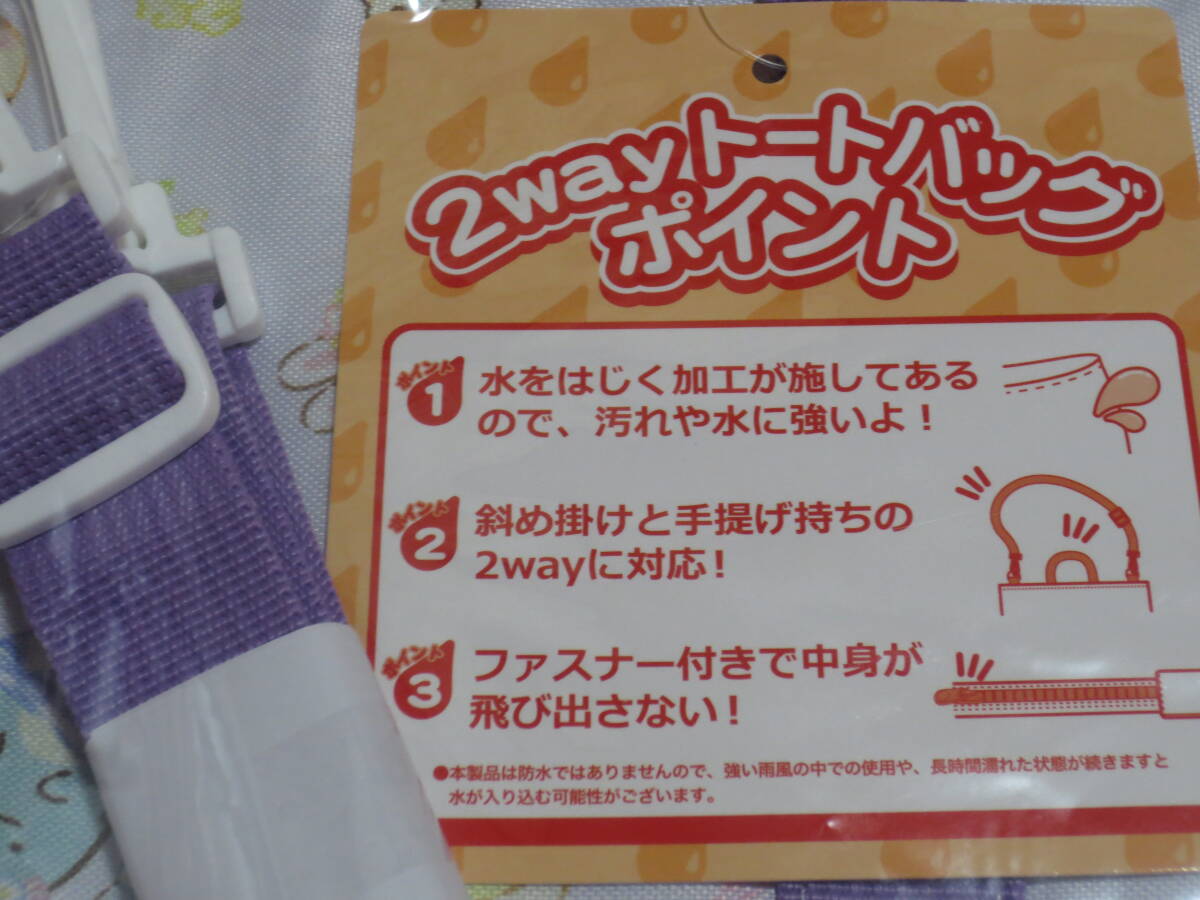 2wayトートバッグ
ポイント
ポイント
1
水をはじく加工が施してある
ので、汚れや水に強いよ！
ポイント
2
斜め掛けと手提げ持ちの
2wayに対応！
ポイント
3
ファスナー付きで中身が
飛び出さない！
●本製品は防水ではありませんので、強い雨風の中での使用や、長時間濡れた状態が続きますと
水が入り込む可能性がございます。